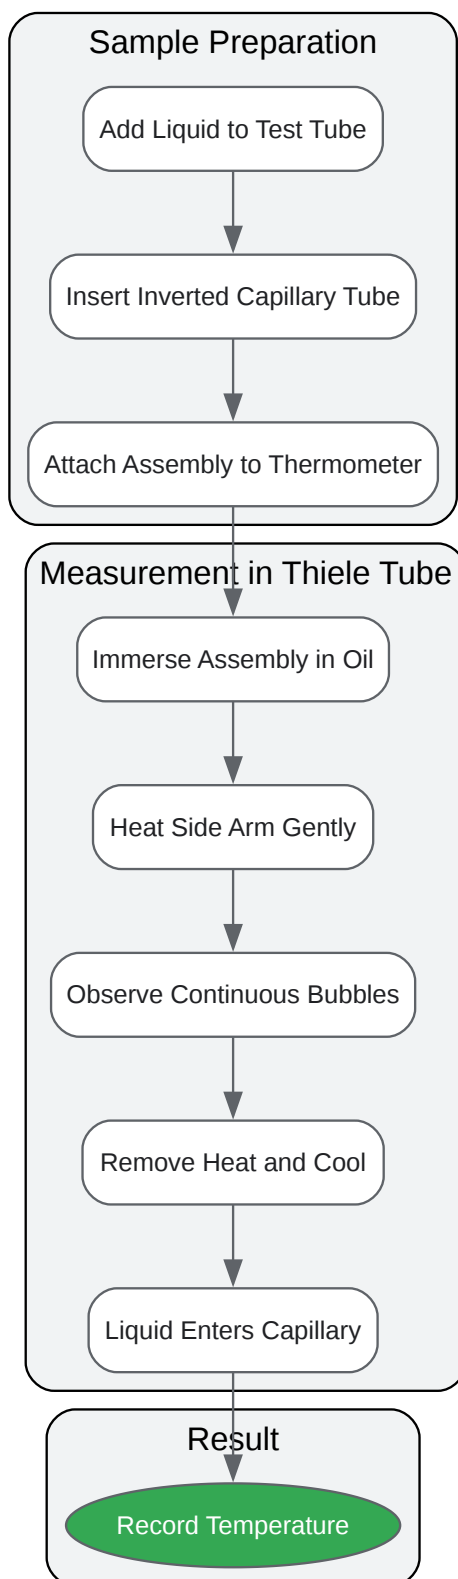 Sample Preparation
Add Liquid to Test Tube
Insert Inverted Capillary Tube
Attach Assembly to Thermometer
Measurement in Thiele Tube
Immerse Assembly in Oil
Heat Side Arm Gently
Observe Continuous Bubbles
Remove Heat and Cool
Liquid Enters Capillary
Result
Record Temperature